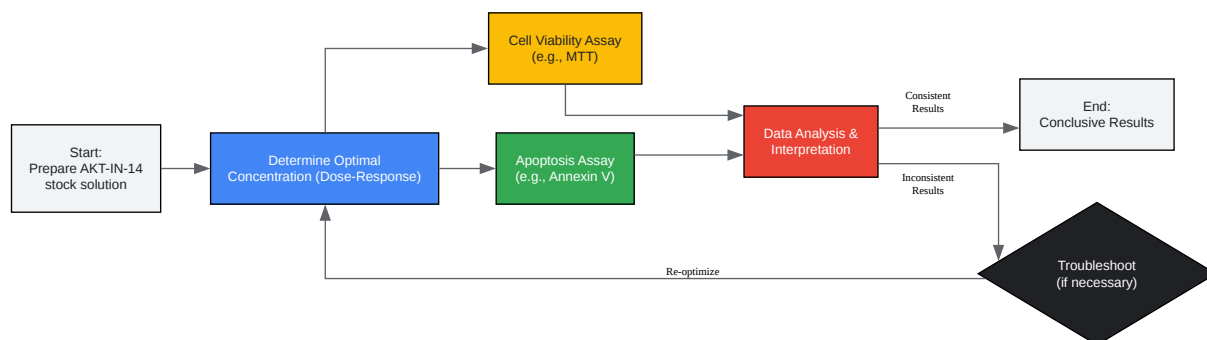 Start:
Prepare AKT-IN-14
stock solution
Determine Optimal
Concentration (Dose-Response)
Cell Viability Assay
(e.g., MTT)
Apoptosis Assay
(e.g., Annexin V)
Data Analysis &
Interpretation
Consistent
Results
End:
Conclusive Results
Inconsistent
Results
Troubleshoot
(if necessary)
Re-optimize